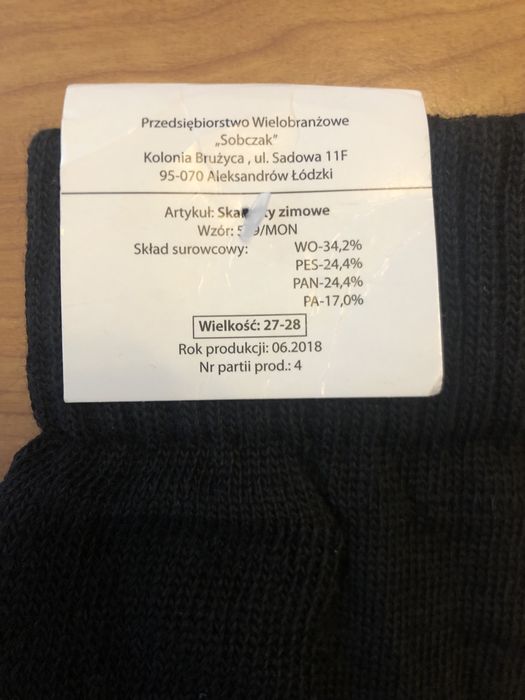 Przedsiębiorstwo Wielobranżowe
„Sobczak"
Kolonia Brużyca , ul. Sadowa 11F
95-070 Aleksandrów Łódzki
Artykuł: zimowe
Wzór:
Skład surowcowy: WO-34,2%
PES-24,4%
PAN-24,4%
PA-17,0%
Wielkość: 27-28
Rok produkcji: 06.2018
Nr partii prod.: 4